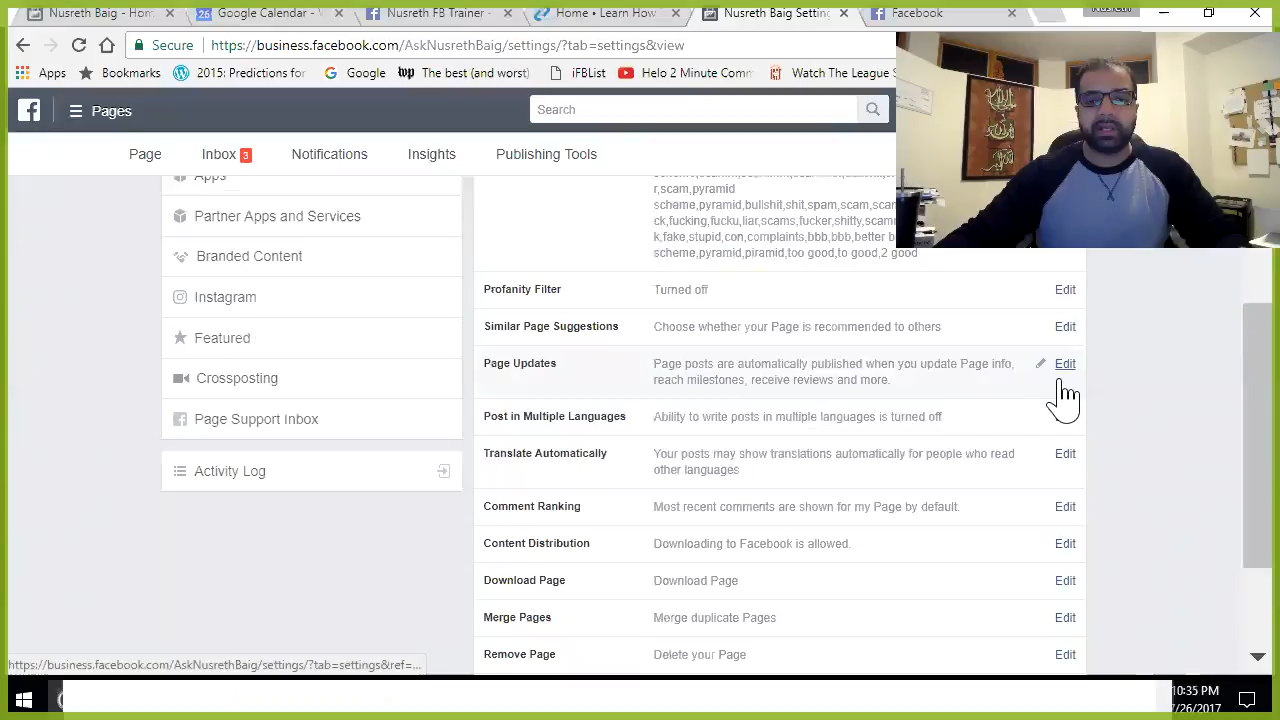 Nusreth Baig - Hom
Google Calendar -
Nusreth FB Trainer -
Home • Learn How
Nusreth Baig Setting
Facebook
Secure
https://business.facebook.com/AskNusrethBaig/settings/?tab=settings&view
Apps
Bookmarks
2015: Predictions for
Google
The best (and worst)
iFBList
Helo 2 Minute Comm
Watch The League S
Pages
Search
Page
Inbox 3
Notifications
Insights
Publishing Tools
Apps
Partner Apps and Services
Branded Content
Instagram
Featured
Crossposting
Page Support Inbox
Activity Log
r,scam,pyramid
scheme,pyramid,bullshit,shit,spam,scam,scam
ck,fucking,fucku,liar,scams,fucker,shitty,scamm
k,fake,stupid,con,complaints,bbb,bbb,better b
scheme,pyramid,piramid,too good,to good,2 good
Profanity Filter Turned off Edit
Similar Page Suggestions Choose whether your Page is recommended to others Edit
Page Updates Page posts are automatically published when you update Page info, Edit
reach milestones, receive reviews and more.
Post in Multiple Languages Ability to write posts in multiple languages is turned off
Translate Automatically Your posts may show translations automatically for people who read Edit
other languages
Comment Ranking Most recent comments are shown for my Page by default. Edit
Content Distribution Downloading to Facebook is allowed. Edit
Download Page Download Page Edit
Merge Pages Merge duplicate Pages Edit
Remove Page Delete your Page Edit
https://business.facebook.com/AskNusrethBaig/settings/?tab=settings&ref=...
10:35 PM
7/26/2017